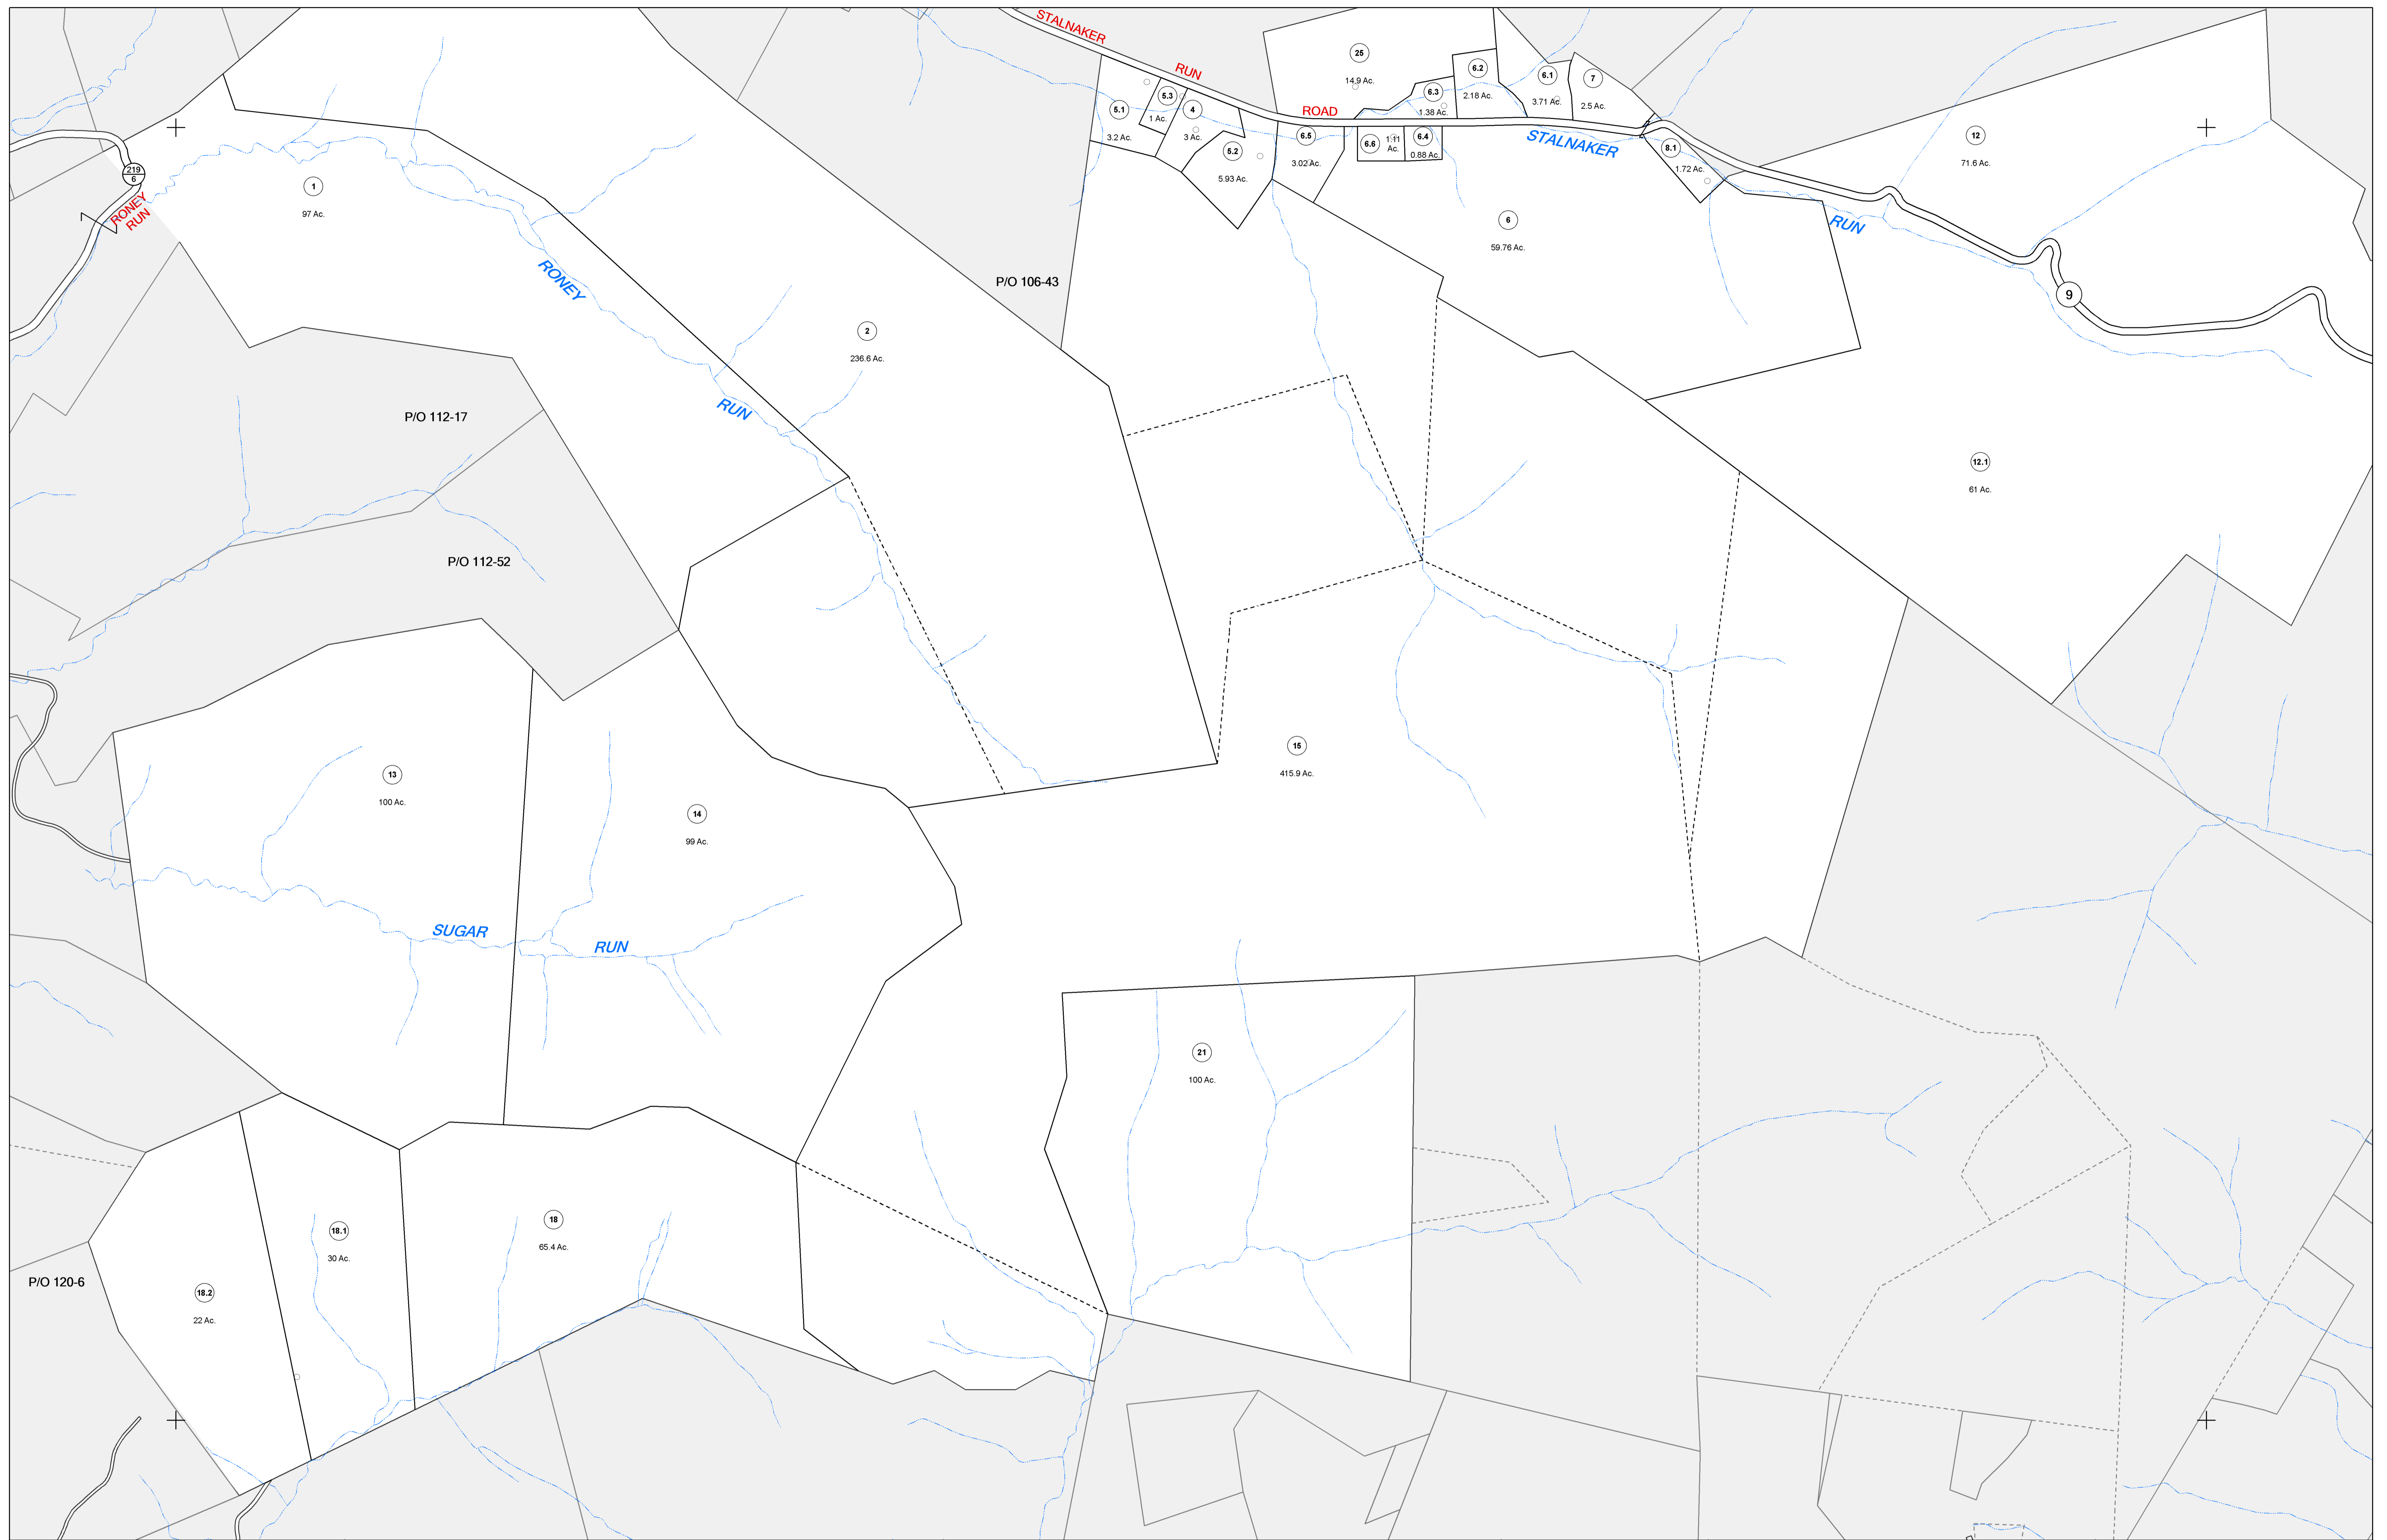 STALNAKER
RUN
ROAD
25
14.9 Ac.
6.2
2.18 Ac.
6.1
3.71 Ac.
7
2.5 Ac.
6.3
1.38 Ac.
5.3
1 Ac.
5.1
3.2 Ac.
4
3 Ac.
5.2
5.93 Ac.
6.5
3.02 Ac.
6.6
1.11
Ac.
6.4
0.88 Ac.
STALNAKER
RUN
8.1
1.72 Ac.
12
71.6 Ac.
219
6
RONEY
RUN
1
97 Ac.
6
59.76 Ac.
RONEY
RUN
P/O 106-43
9
2
236.6 Ac.
P/O 112-17
12.1
61 Ac.
P/O 112-52
15
415.9 Ac.
13
100 Ac.
14
99 Ac.
SUGAR
RUN
21
100 Ac.
18
65.4 Ac.
18.1
30 Ac.
P/O 120-6
18.2
22 Ac.